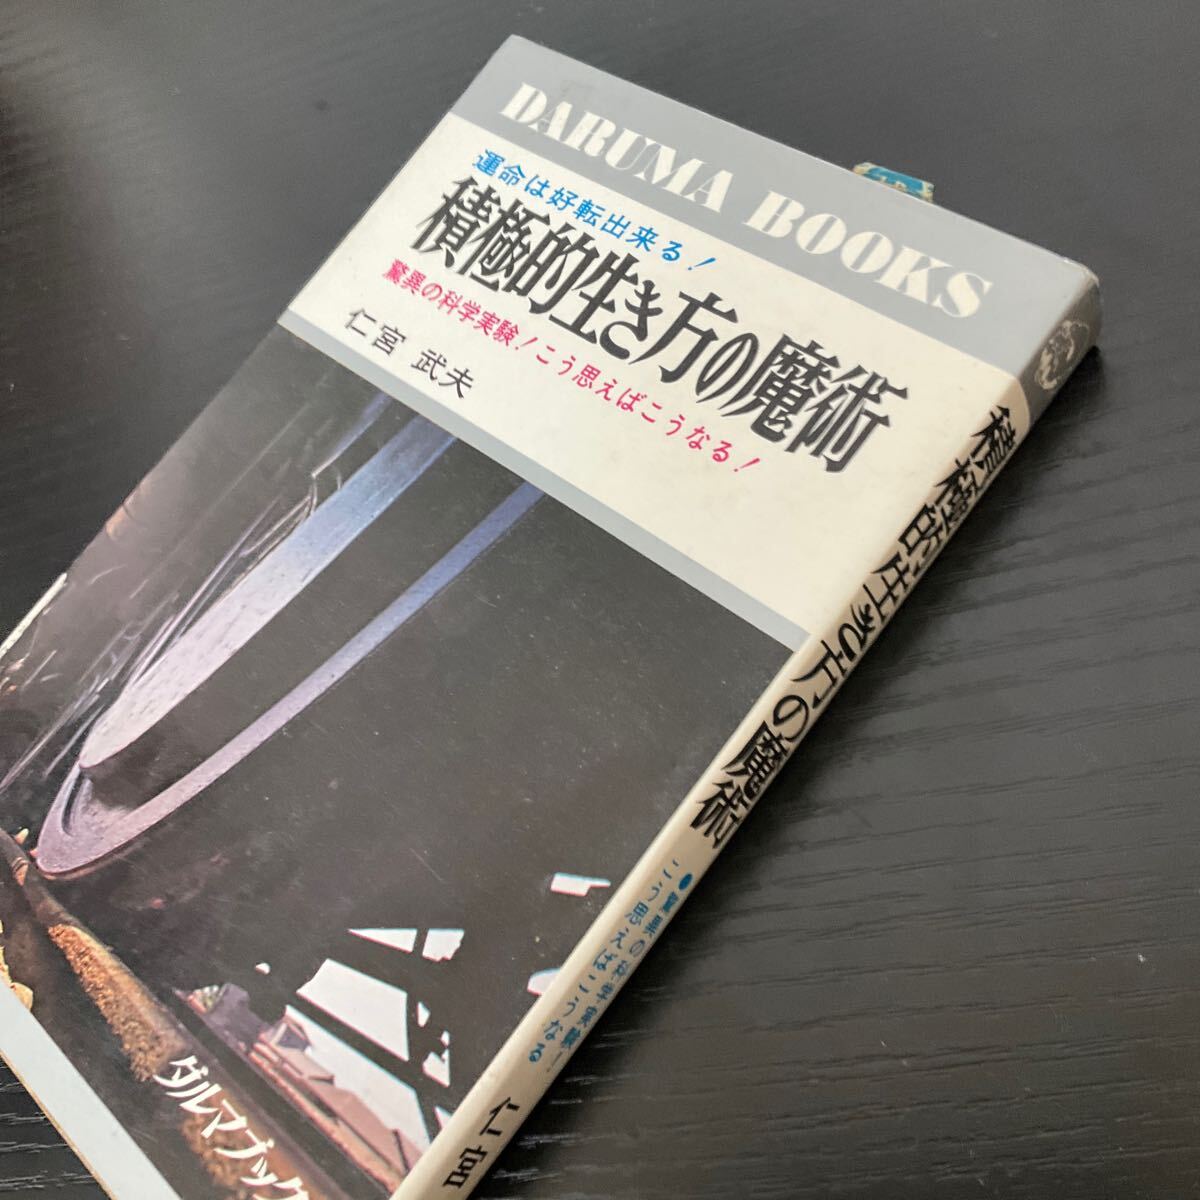 DARUMA BOOKS
運命は好転出来る!
積極的生き方の魔術
驚異の科学実験!こう思えばこうなる!
仁宮 武夫
ダルマブック
積極的生き方の魔術
●驚異の科学実験!
こう思えばこうなる
仁宮